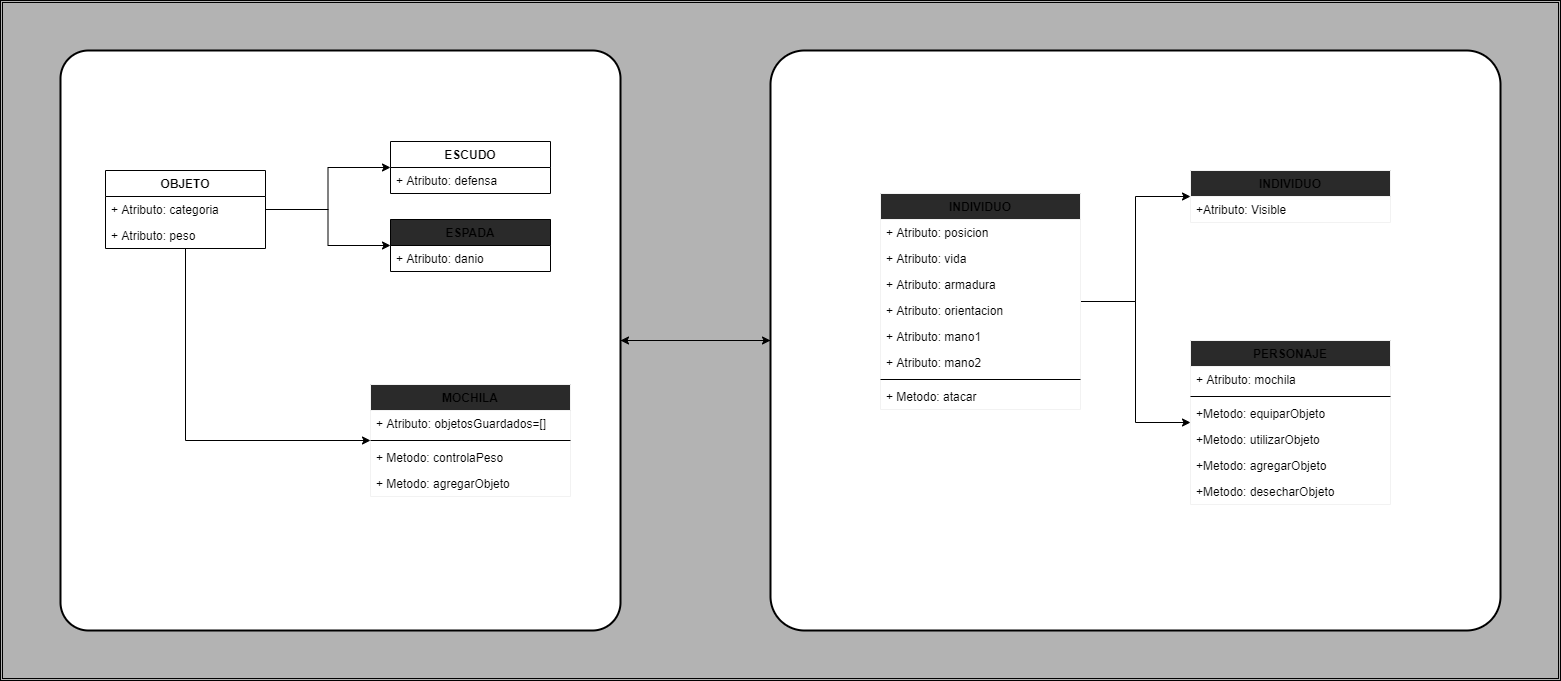 OBJETO
+ Atributo: categoria
+ Atributo: peso
ESCUDO
+ Atributo: defensa
ESPADA
+ Atributo: danio
MOCHILA
+ Atributo: objetosGuardados=[]
+ Metodo: controlaPeso
+ Metodo: agregarObjeto
INDIVIDUO
+ Atributo: posicion
+ Atributo: vida
+ Atributo: armadura
+ Atributo: orientacion
+ Atributo: mano1
+ Atributo: mano2
+ Metodo: atacar
INDIVIDUO
+Atributo: Visible
PERSONAJE
+ Atributo: mochila
+Metodo: equiparObjeto
+Metodo: utilizarObjeto
+Metodo: agregarObjeto
+Metodo: desecharObjeto